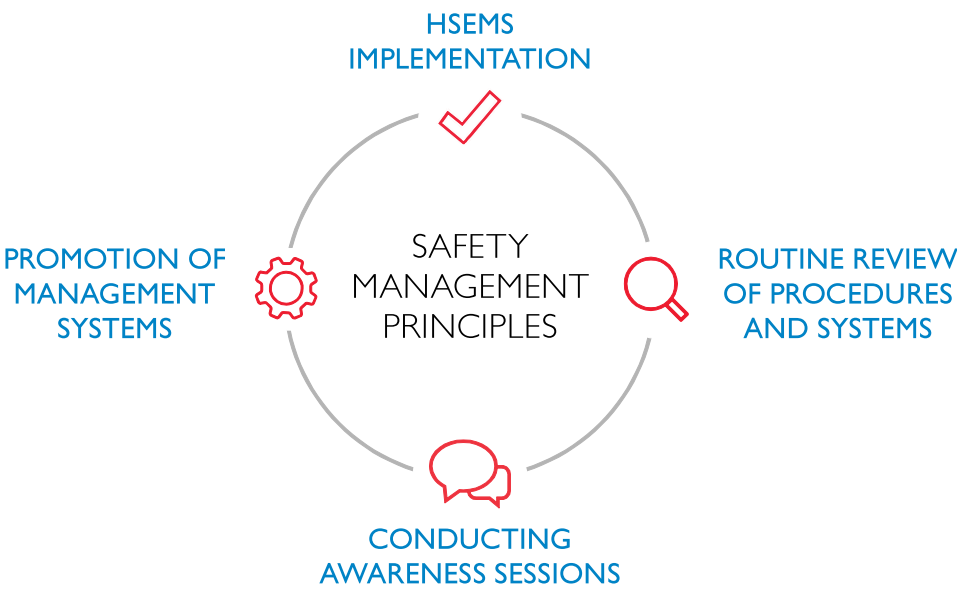 HSEMS
IMPLEMENTATION
PROMOTION OF
MANAGEMENT
SYSTEMS
SAFETY
MANAGEMENT
PRINCIPLES
ROUTINE REVIEW
OF PROCEDURES
AND SYSTEMS
CONDUCTING
AWARENESS SESSIONS